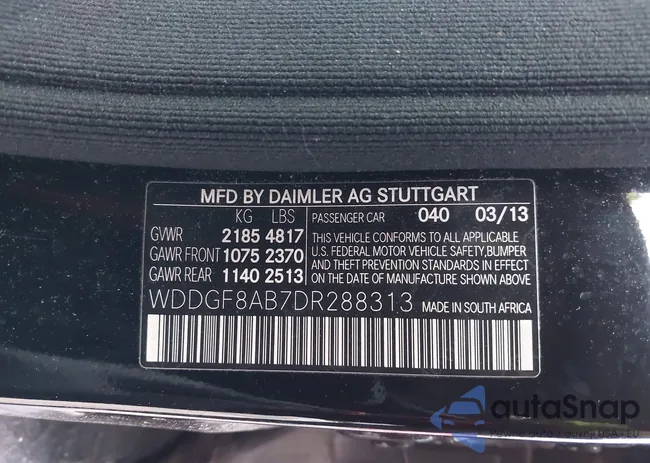 MFD BY DAIMLER AG STUTTGART
KG LBS PASSENGER CAR 040 03/13
GVWR 2185 4817 THIS VEHICLE CONFORMS TO ALL APPLICABLE
GAWR FRONT 1075 2370 U.S. FEDERAL MOTOR VEHICLE SAFETY,BUMPER
AND THEFT PREVENTION STANDARDS IN EFFECT
GAWR REAR 1140 2513 ON THE DATE OF MANUFACTURE SHOWN ABOVE
WDDGF8AB7DR288313 MADE IN SOUTH AFRICA
autaSnap